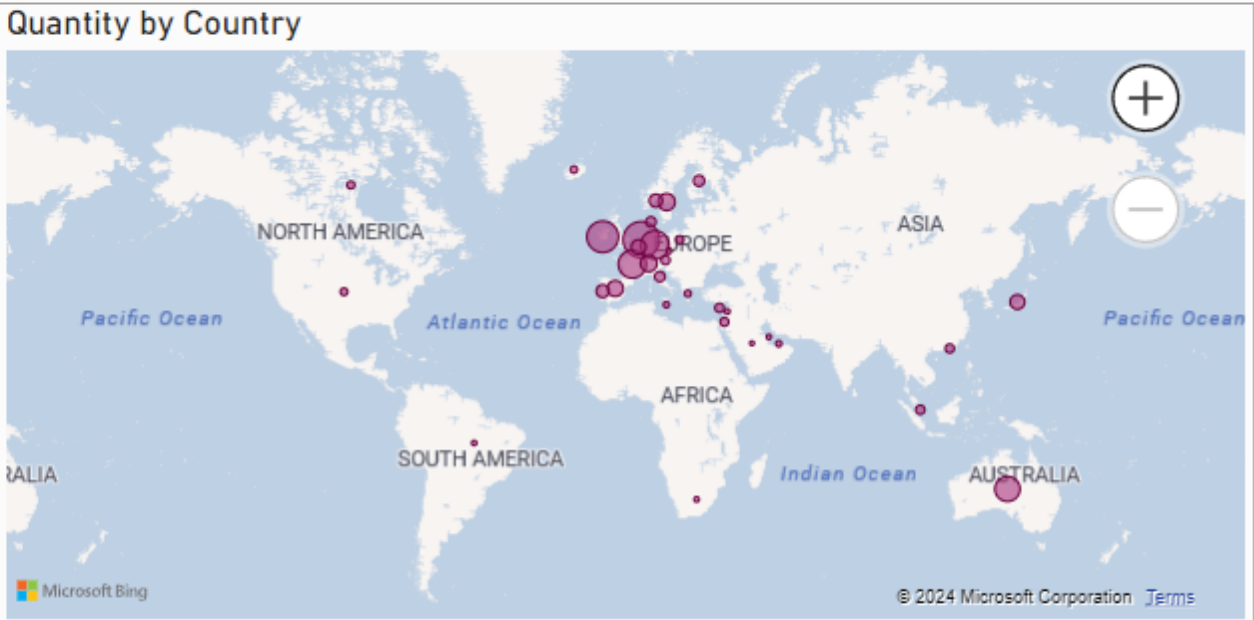 Quantity by Country
NORTH AMERICA
ASIA
UROPE
Pacific Ocean
Atlantic Ocean
Pacific Ocean
AFRICA
SOUTH AMERICA
Indian Ocean
AUSTRALIA
RALIA
Microsoft Bing
© 2024 Microsoft Corporation Terms